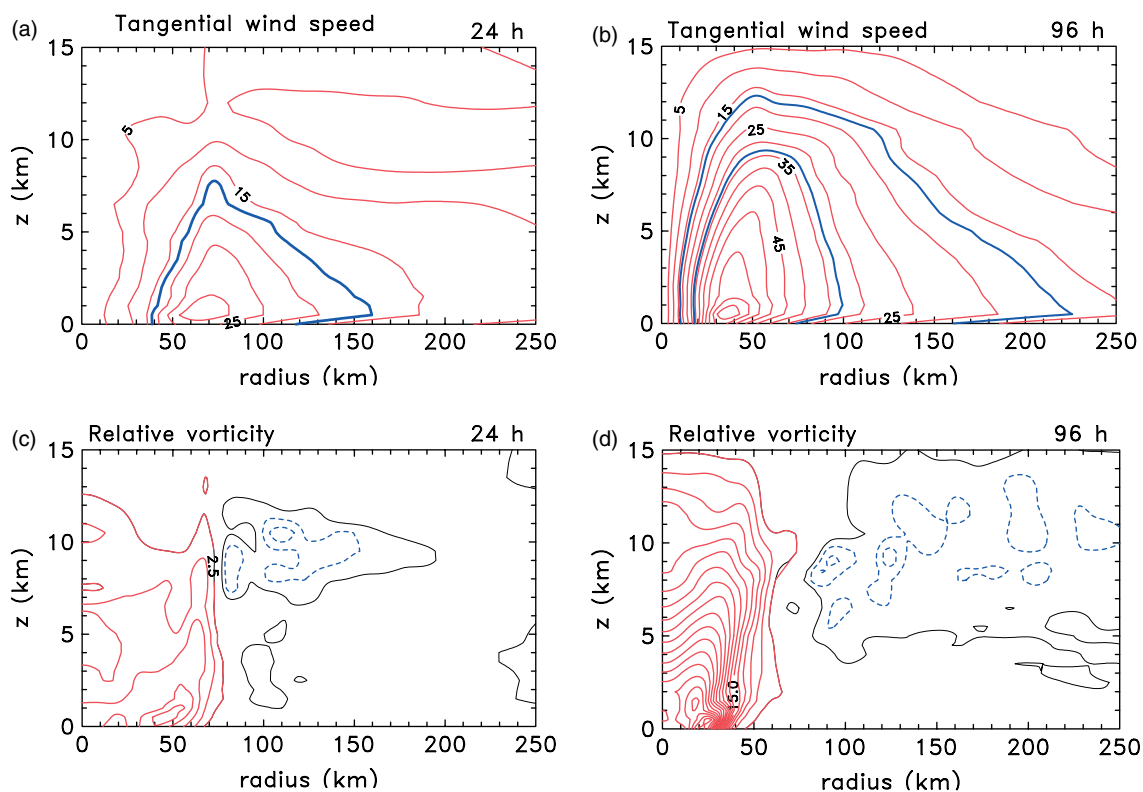 (a) Tangential wind speed 24 h
15
10
5
0
z (km)
5
15
25
0 50 100 150 200 250
radius (km)
(b) Tangential wind speed 96 h
15
10
5
0
z (km)
5
15
25
35
45
25
0 50 100 150 200 250
radius (km)
(c) Relative vorticity 24 h
15
10
5
0
z (km)
2.5
0 50 100 150 200 250
radius (km)
(d) Relative vorticity 96 h
15
10
5
0
z (km)
15.0
0 50 100 150 200 250
radius (km)